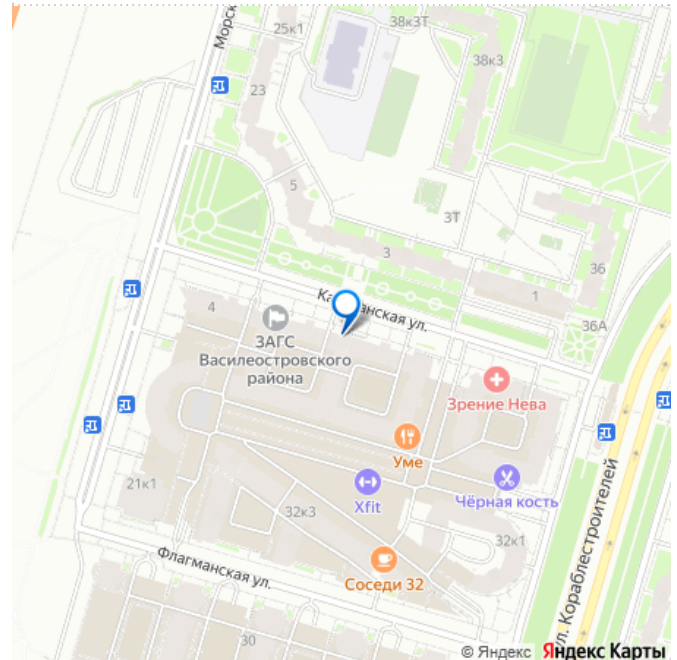 38к3Т
25к1
Морск
38к3
23
5
3Т
3
36
1
Ка
анская ул.
36А
4
ЗАГС
Василеостровского
района
Зрение Нева
Уме
Xfit
Чёрная кость
21к1
32к3
32к1
ул. Кораблестроителей
Флагманская ул.
Соседи 32
30
© Яндекс Яндекс Карты